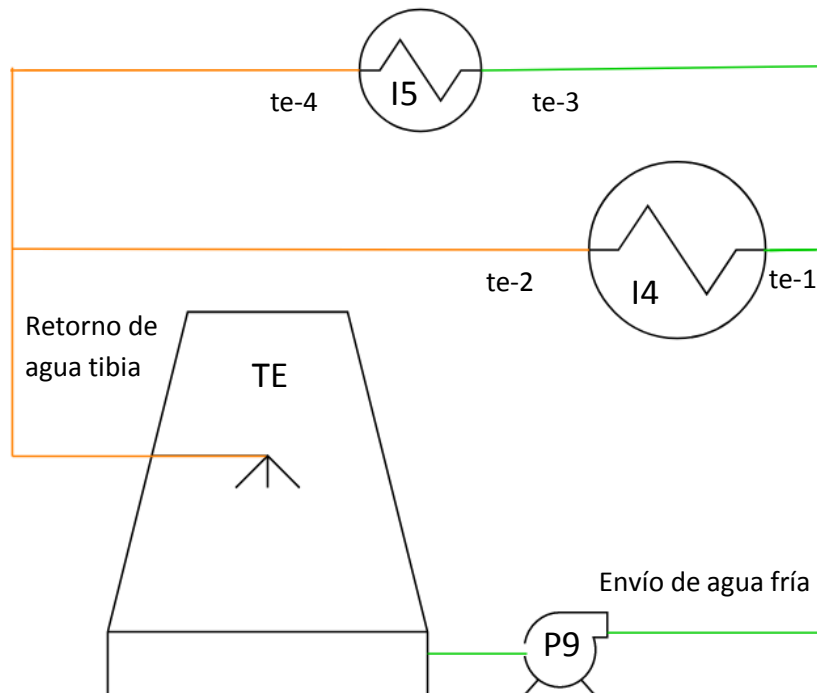 I5
te-4
te-3
I4
te-2
te-1
Retorno de
agua tibia
TE
Envío de agua fría
P9